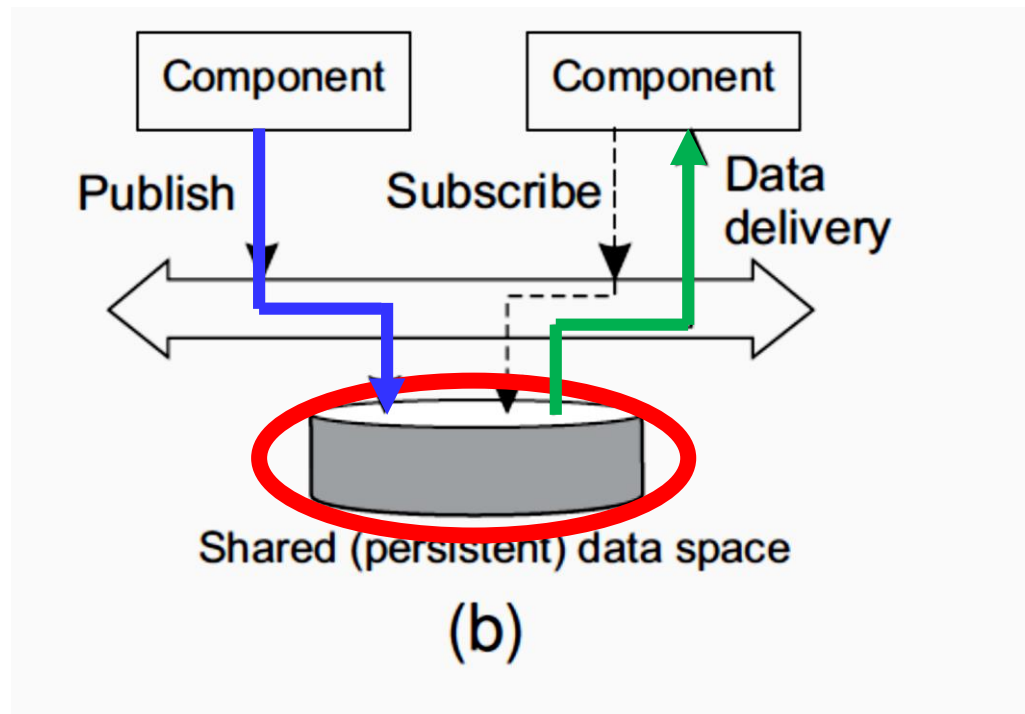 Component
Component
Publish
Subscribe
Data
delivery
Shared (persistent) data space
(b)